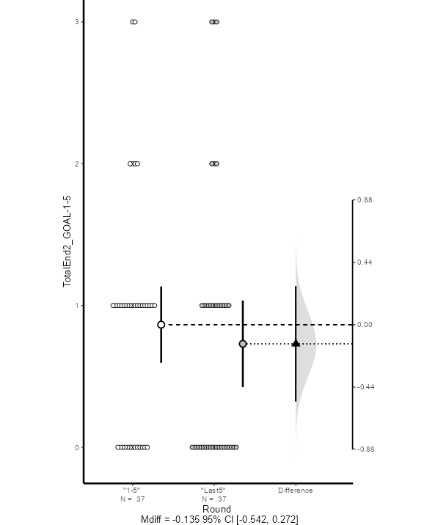 3
2
0.88
TotalEnd2_GOAL-1-5
0.44
1
0.00
-0.44
0
-0.88
"1-5" "Last5" Difference
N = 37 N = 37
Round
Mdiff = -0.135 95% CI [-0.542, 0.272]